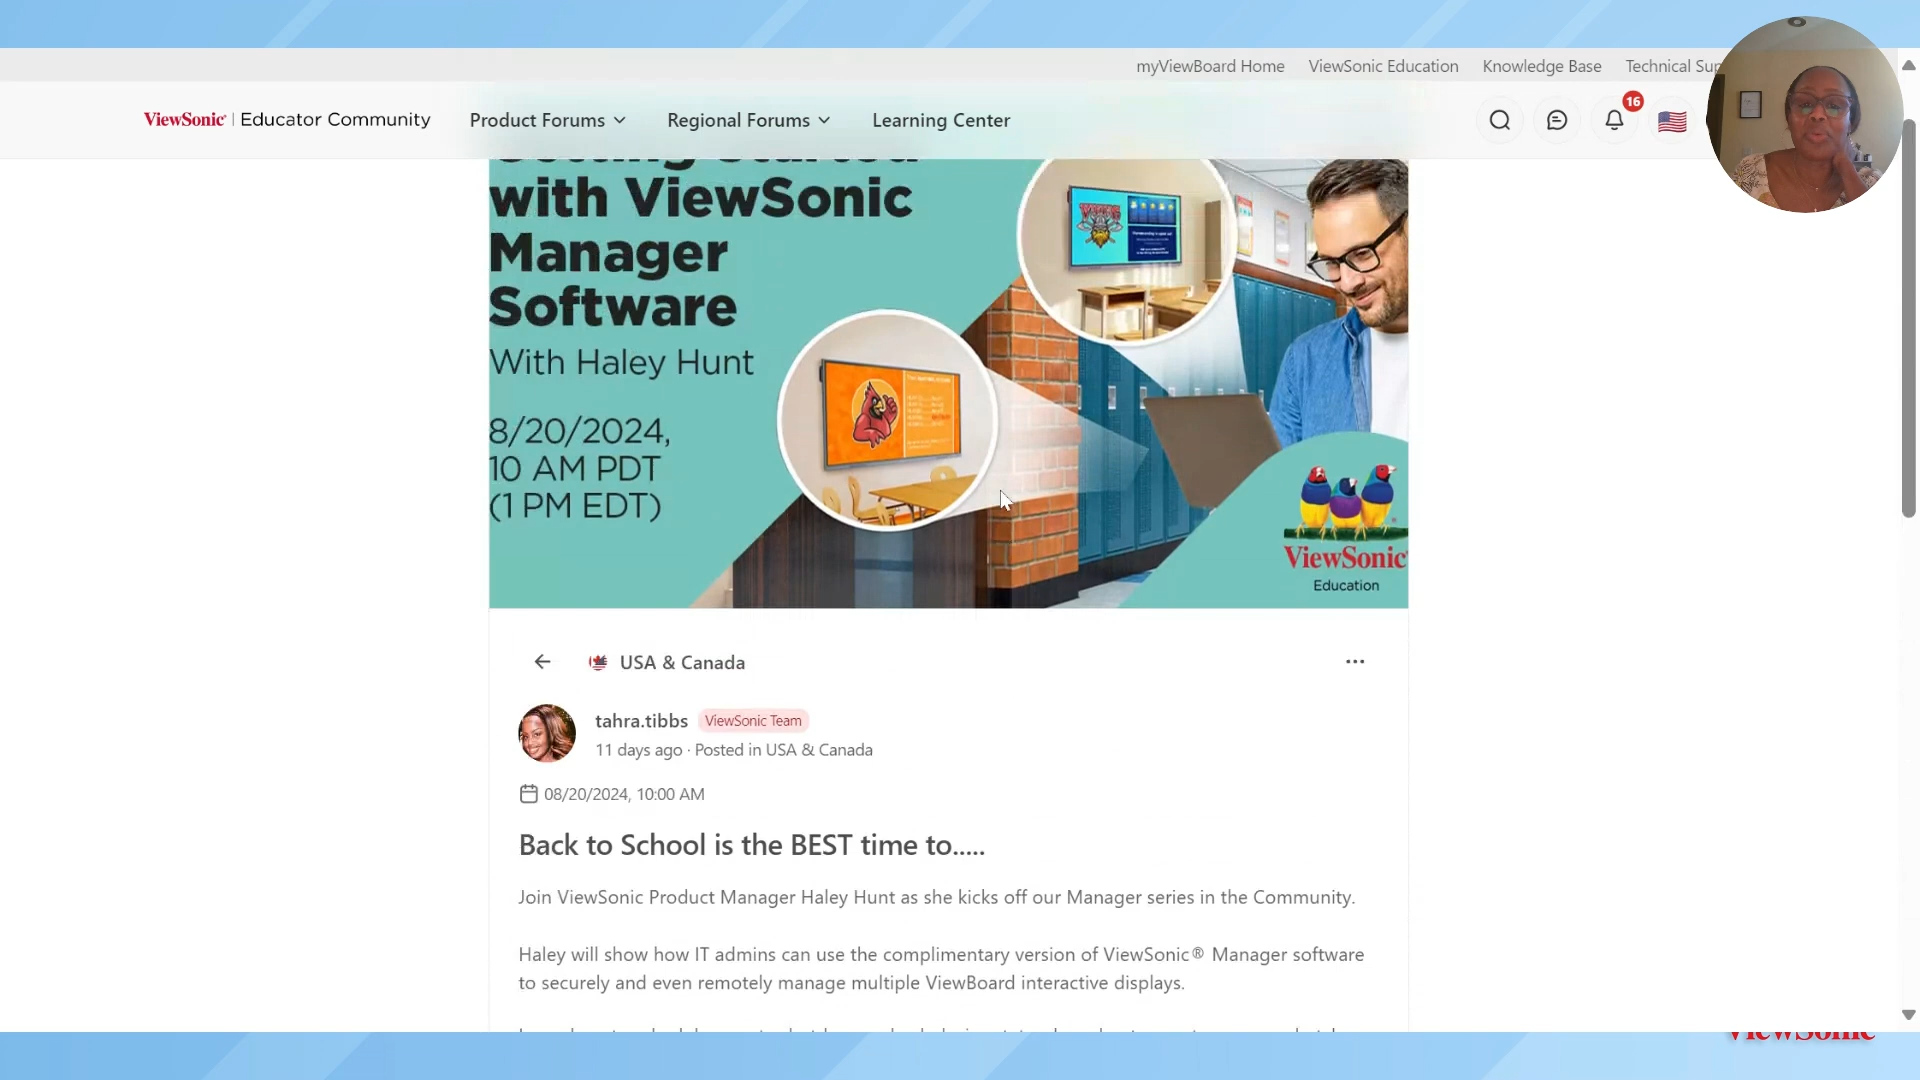 myViewBoard Home ViewSonic Education Knowledge Base Technical
ViewSonic | Educator Community Product Forums Regional Forums Learning Center 16
Getting Started
with ViewSonic
Manager
Software
With Haley Hunt
8/20/2024,
10 AM PDT
(1 PM EDT)
ViewSonic
Education
USA & Canada
tahra.tibbs ViewSonic Team
11 days ago · Posted in USA & Canada
08/20/2024, 10:00 AM
Back to School is the BEST time to.....
Join ViewSonic Product Manager Haley Hunt as she kicks off our Manager series in the Community.
Haley will show how IT admins can use the complimentary version of ViewSonic® Manager software
to securely and even remotely manage multiple ViewBoard interactive displays.
ViewSonic